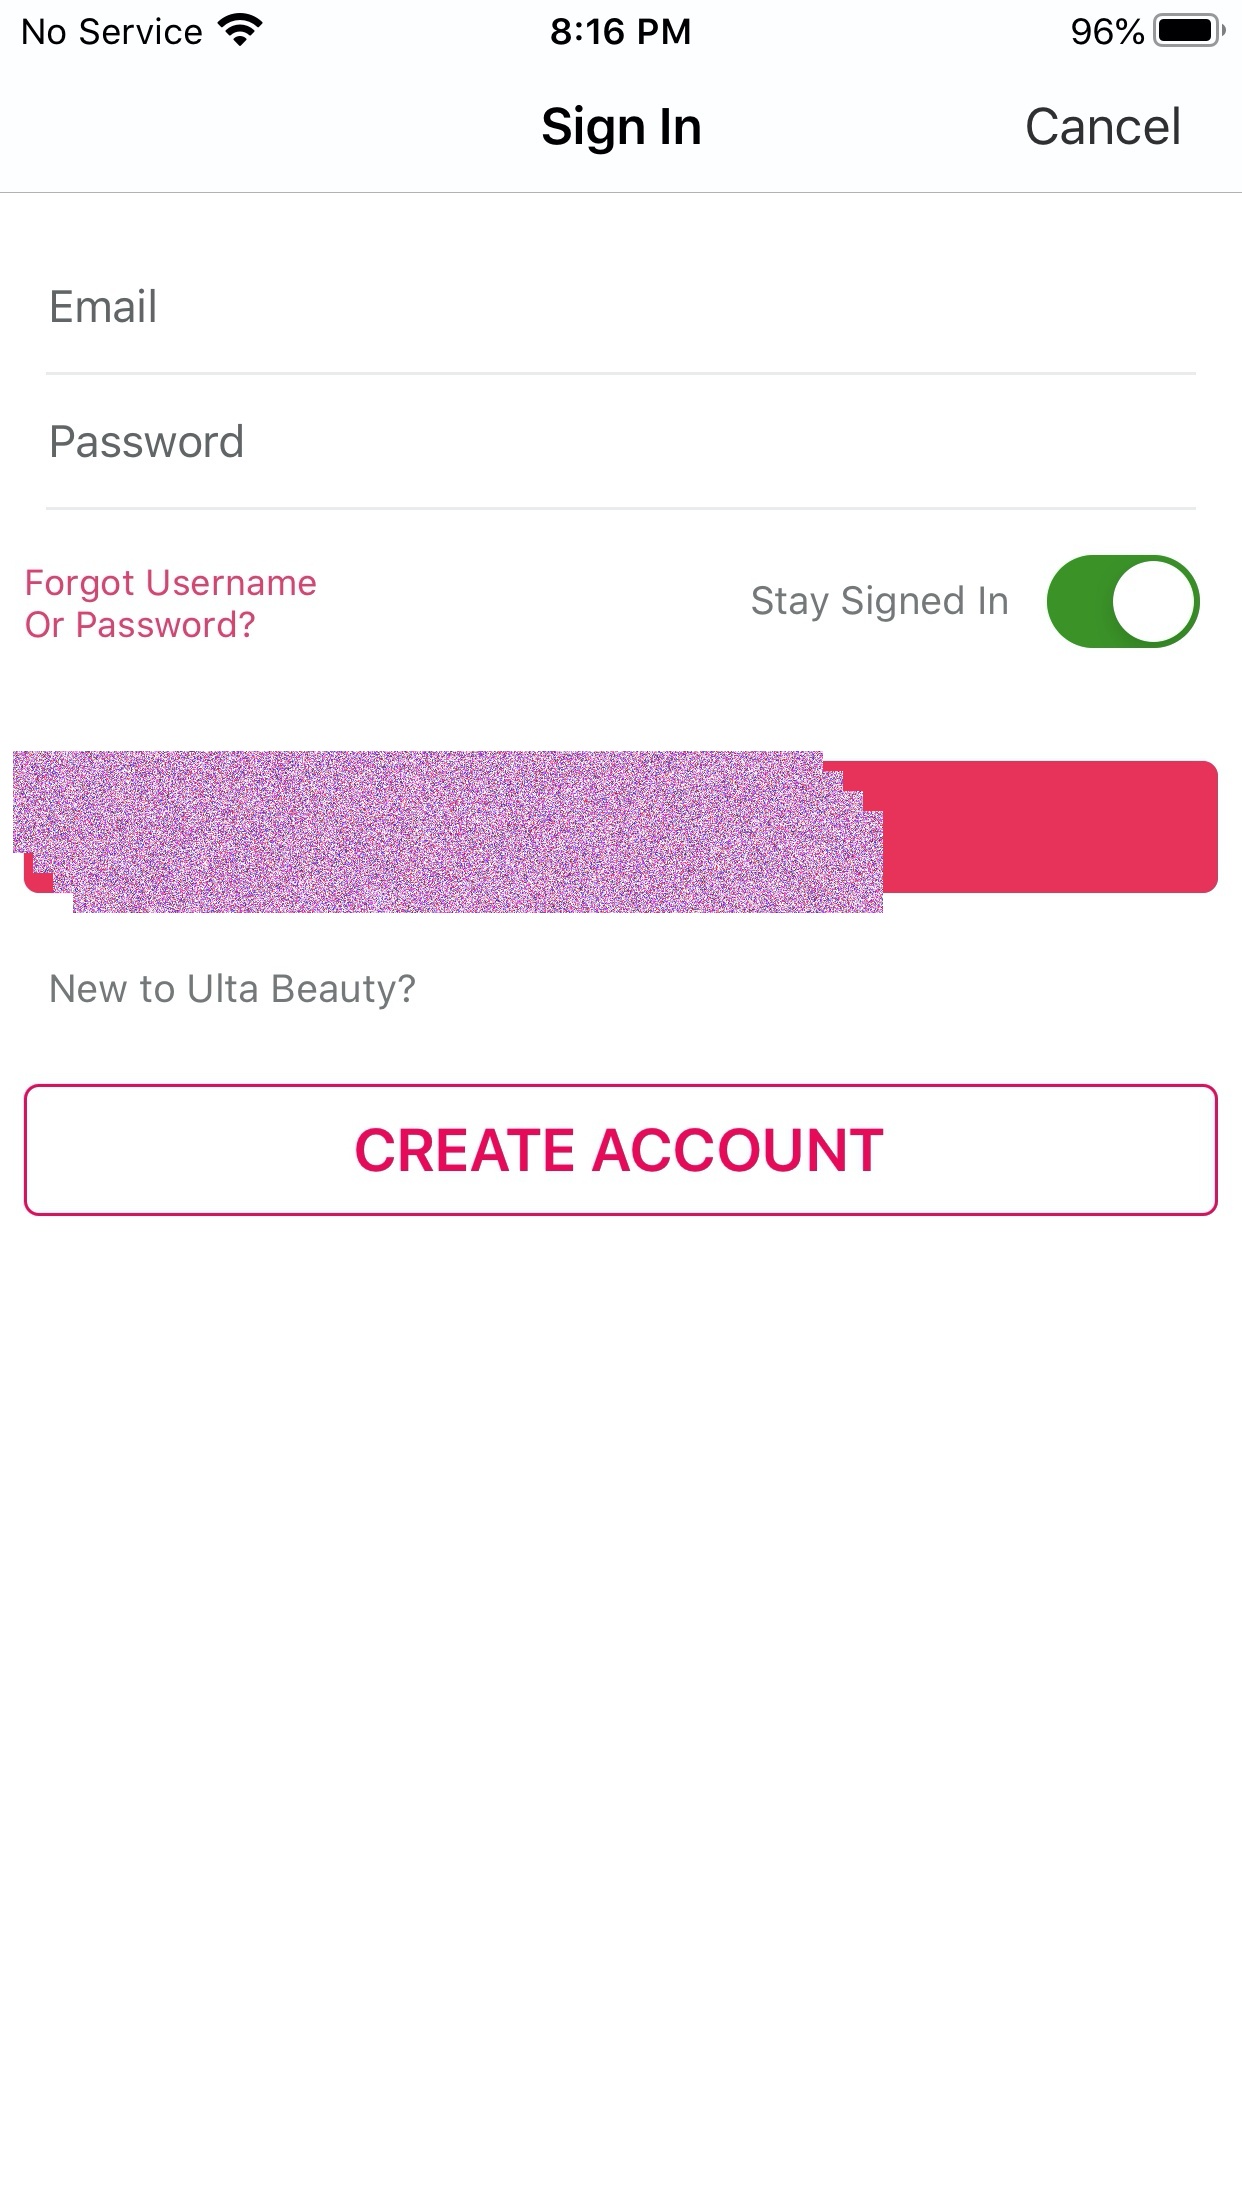 No Service 8:16 PM 96%
Sign In Cancel
Email
Password
Forgot Username
Or Password?
Stay Signed In
New to Ulta Beauty?
CREATE ACCOUNT